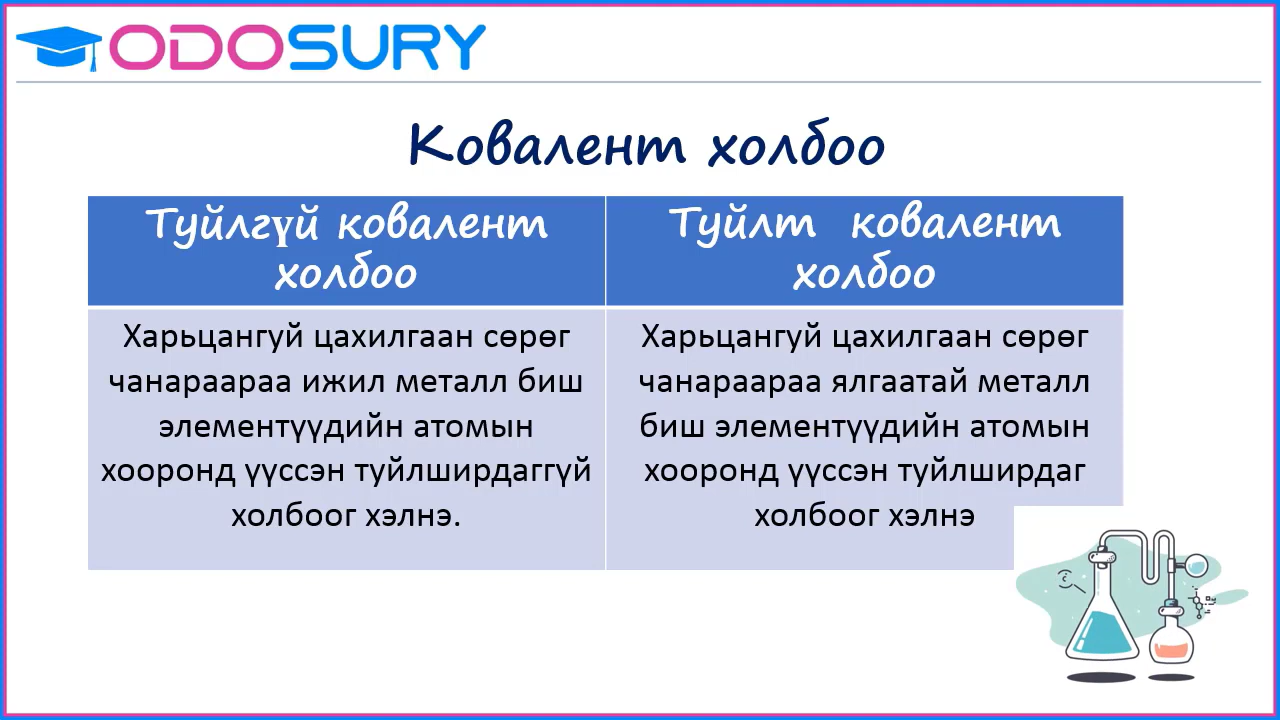 ODOSURY
Ковалент холбоо
Туйлгүй ковалент
холбоо
Туйлт ковалент
холбоо
Харьцангуй цахилгаан сөрөг
чанараараа ижил металл биш
элементүүдийн атомын
хооронд үүссэн туйлширдаггүй
холбоог хэлнэ.
Харьцангуй цахилгаан сөрөг
чанараараа ялгаатай металл
биш элементүүдийн атомын
хооронд үүссэн туйлширдаг
холбоог хэлнэ